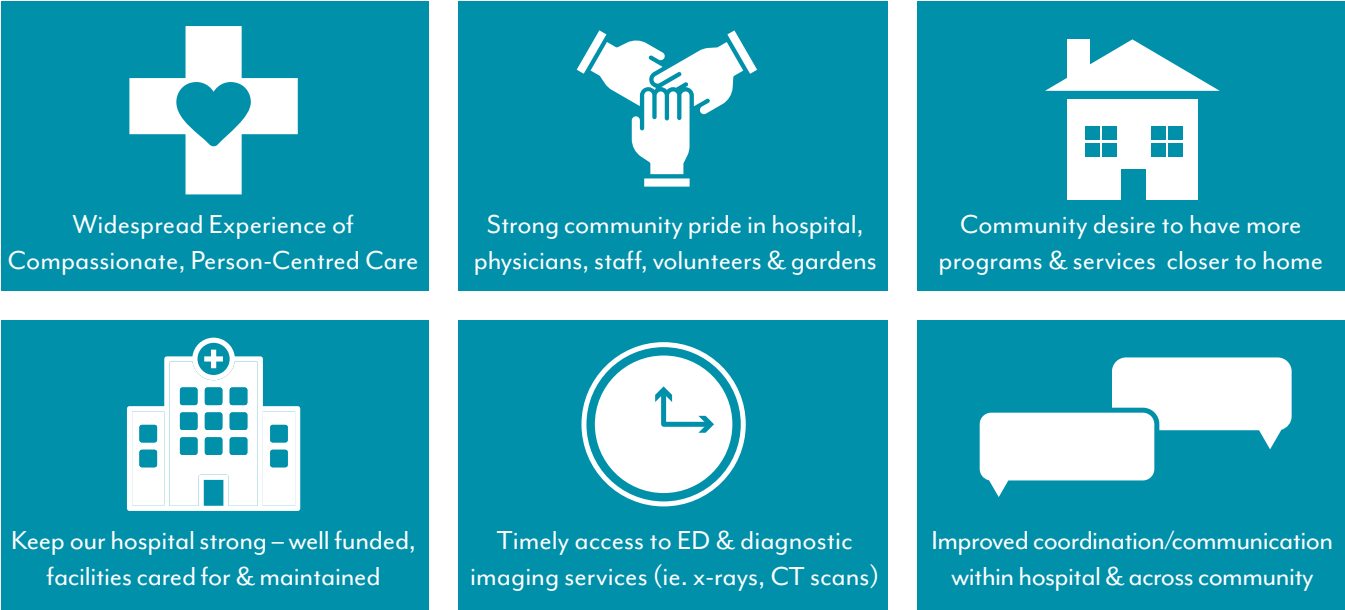 Widespread Experience of
Compassionate, Person-Centred Care
Strong community pride in hospital,
physicians, staff, volunteers & gardens
Community desire to have more
programs & services closer to home
Keep our hospital strong – well funded,
facilities cared for & maintained
Timely access to ED & diagnostic
imaging services (ie. x-rays, CT scans)
Improved coordination/communication
within hospital & across community